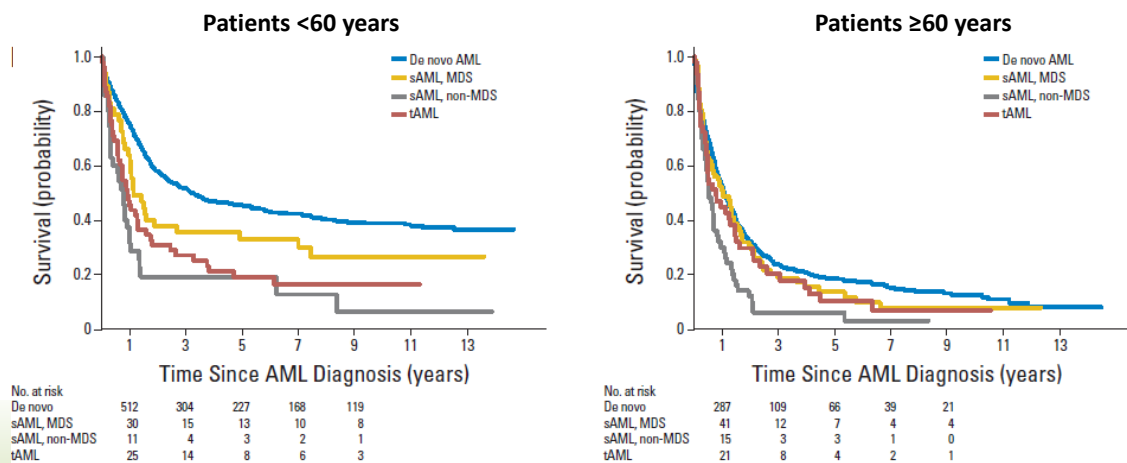 Patients <60 years
1.0
0.8
0.6
0.4
0.2
0
Survival (probability)
De novo AML
sAML, MDS
sAML, non-MDS
tAML
1 3 5 7 9 11 13
Time Since AML Diagnosis (years)
No. at risk
De novo 512 304 227 168 119
sAML, MDS 30 15 13 10 8
sAML, non-MDS 11 4 3 2 1
tAML 25 14 8 6 3
Patients ≥60 years
1.0
0.8
0.6
0.4
0.2
0
Survival (probability)
De novo AML
sAML, MDS
sAML, non-MDS
tAML
1 3 5 7 9 11 13
Time Since AML Diagnosis (years)
No. at risk
De novo 287 109 66 39 21
sAML, MDS 41 12 7 4 4
sAML, non-MDS 15 3 3 1 0
tAML 21 8 4 2 1